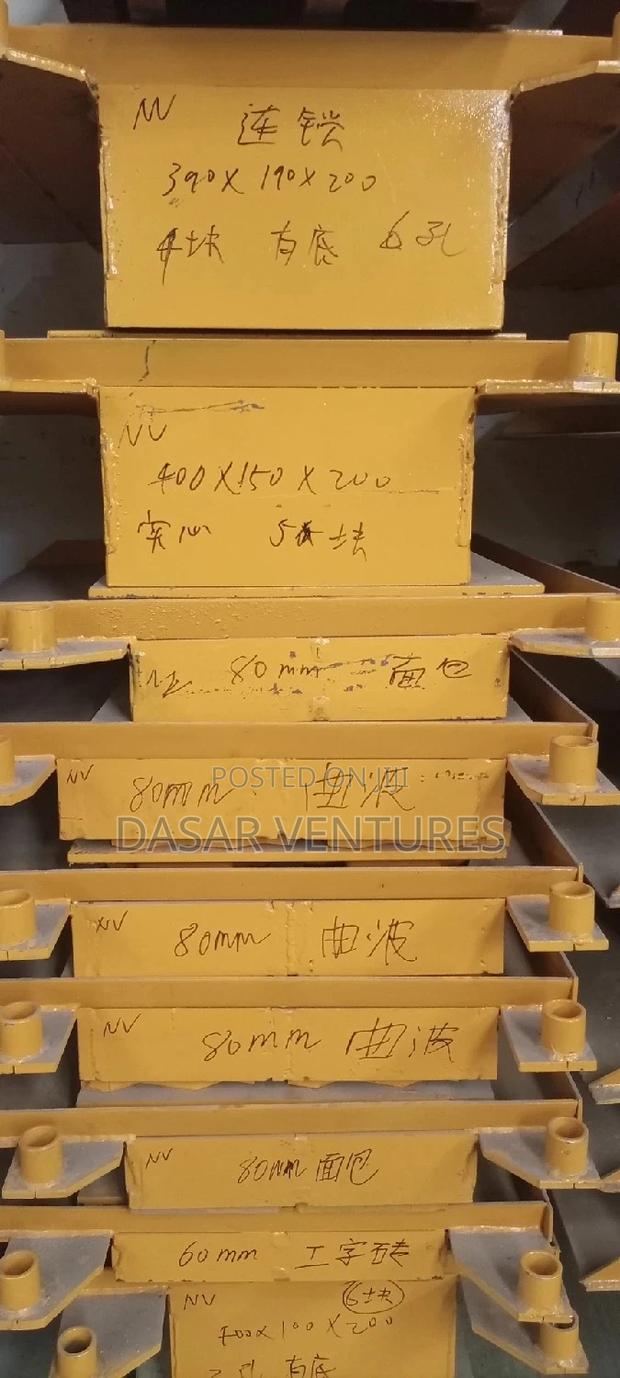 NV 连锁
390X190X200
4块 有底 6孔
NV
400X150X200
实心 5块
80mm 面包
NV 80mm 曲波
POSTED ON JIJI
DASAR VENTURES
NV 80mm 曲波
NV 80mm 曲波
NV 80mm 面包
60mm 工字砖
NV 6块
400X100X200
2孔 有底